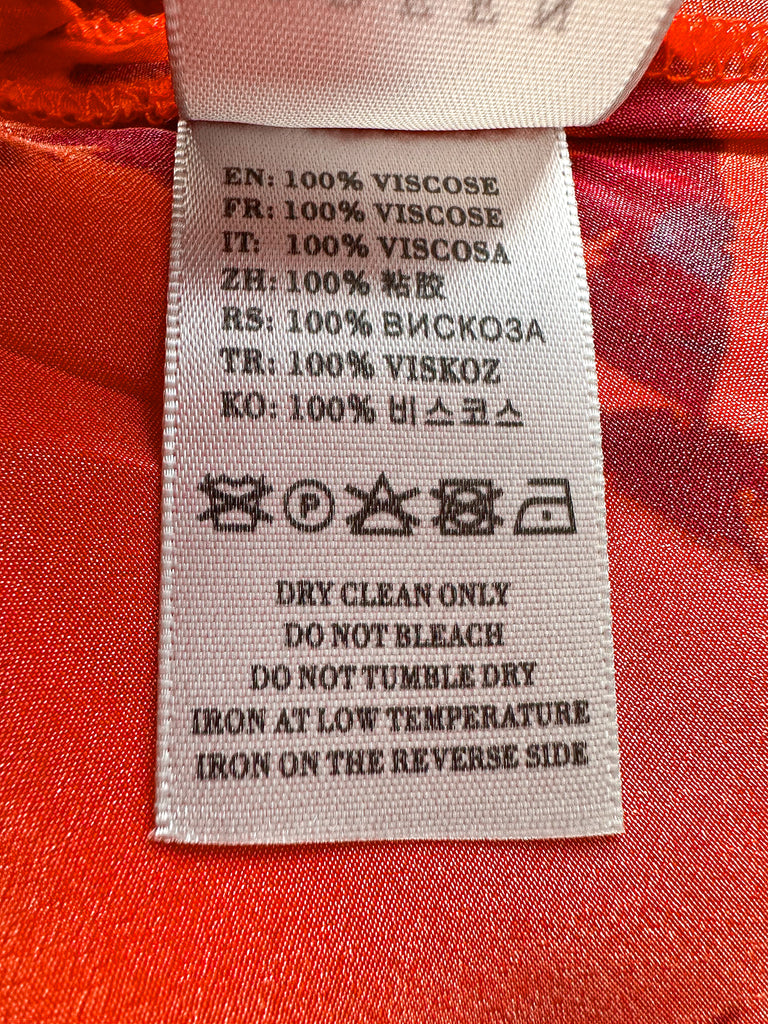 EN: 100% VISCOSE
FR: 100% VISCOSE
IT: 100% VISCOSA
ZH: 100% 粘胶
RS: 100% ВИСКОЗА
TR: 100% VISKOZ
KO: 100% 비스코스
P
DRY CLEAN ONLY
DO NOT BLEACH
DO NOT TUMBLE DRY
IRON AT LOW TEMPERATURE
IRON ON THE REVERSE SIDE